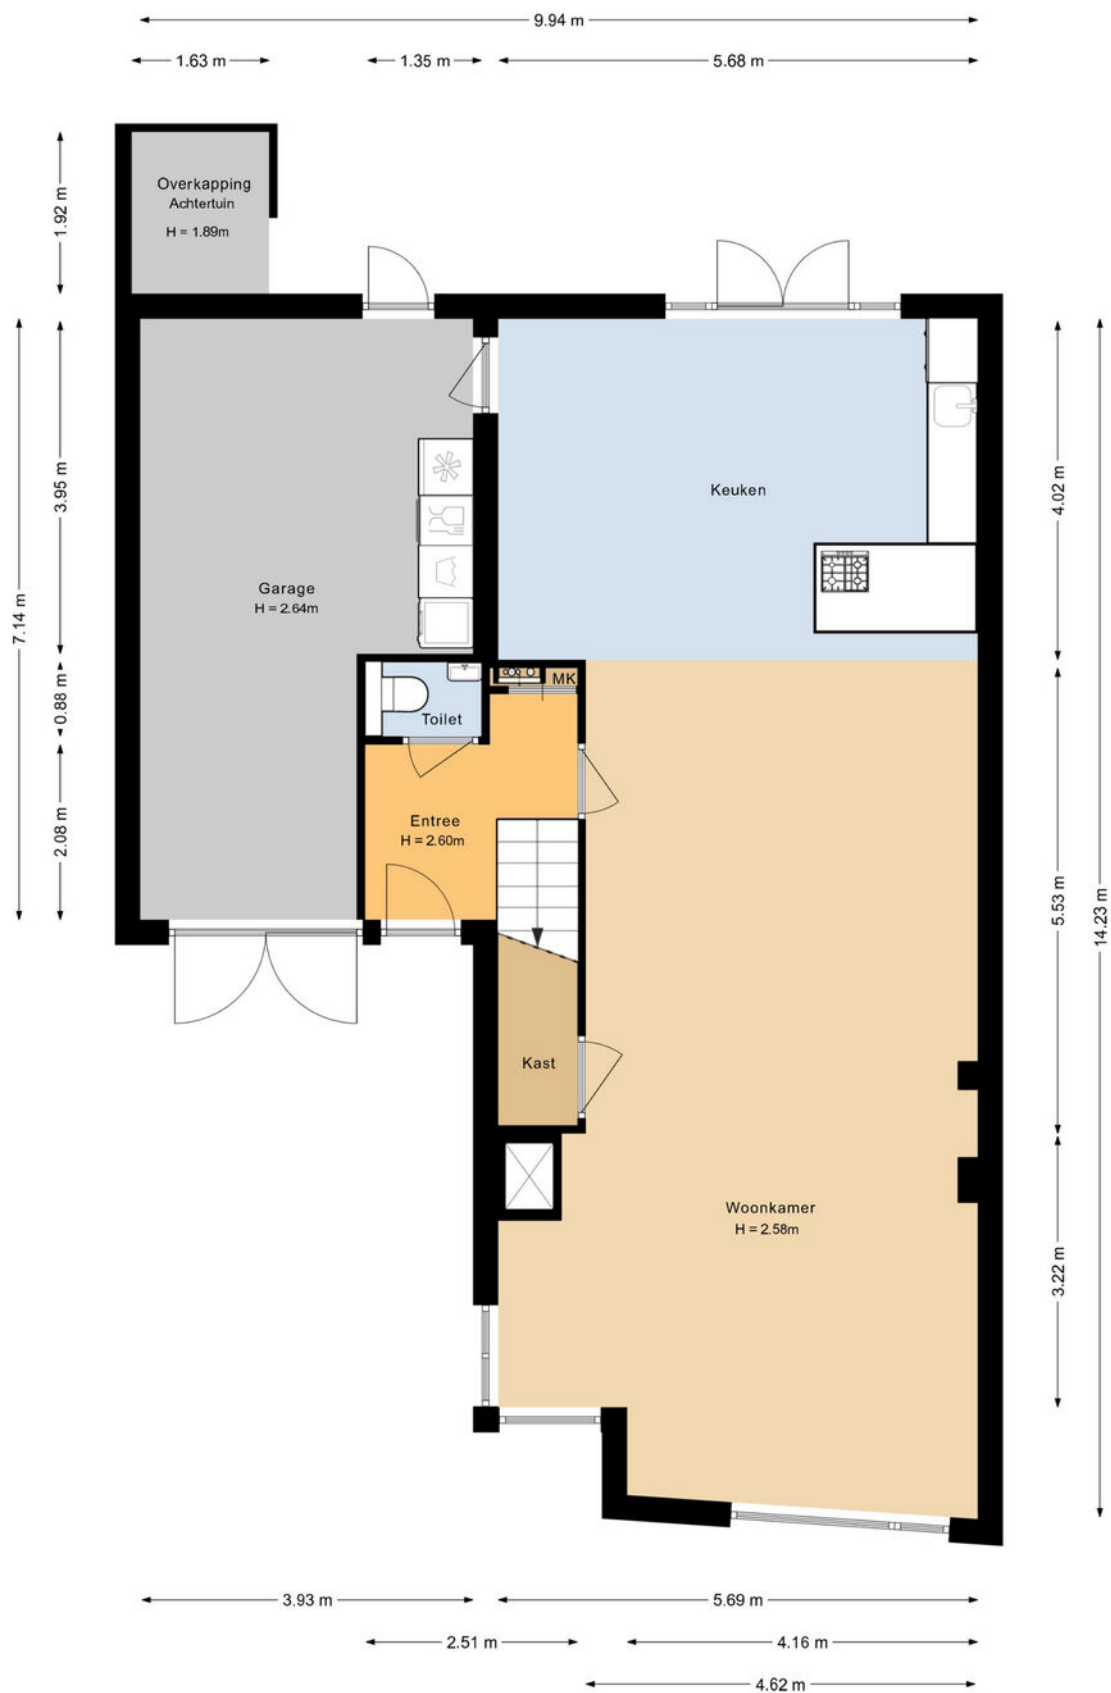 9.94 m
1.63 m
1.35 m
5.68 m
1.92 m
Overkapping
Achtertuin
H = 1.89m
7.14 m
3.95 m
0.88 m
2.08 m
Garage
H = 2.64m
Keuken
4.02 m
MK
Toilet
Entree
H = 2.60m
5.53 m
14.23 m
Kast
Woonkamer
H = 2.58m
3.22 m
3.93 m
5.69 m
2.51 m
4.16 m
4.62 m